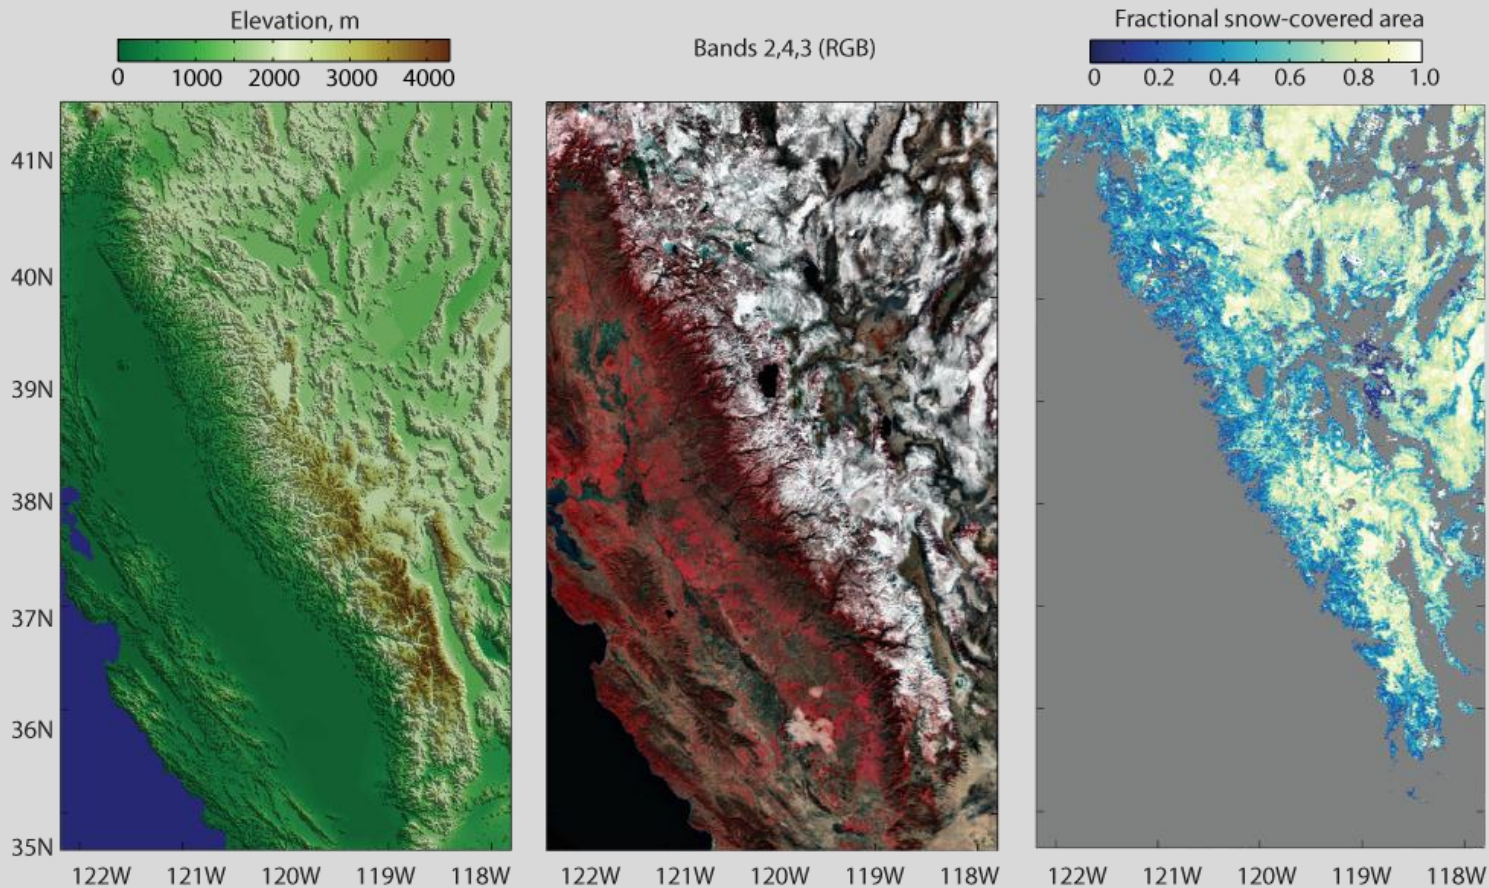 Elevation, m
0 1000 2000 3000 4000
Bands 2,4,3 (RGB)
Fractional snow-covered area
0 0.2 0.4 0.6 0.8 1.0
41N
40N
39N
38N
37N
36N
35N
122W 121W 120W 119W 118W
122W 121W 120W 119W 118W
122W 121W 120W 119W 118W